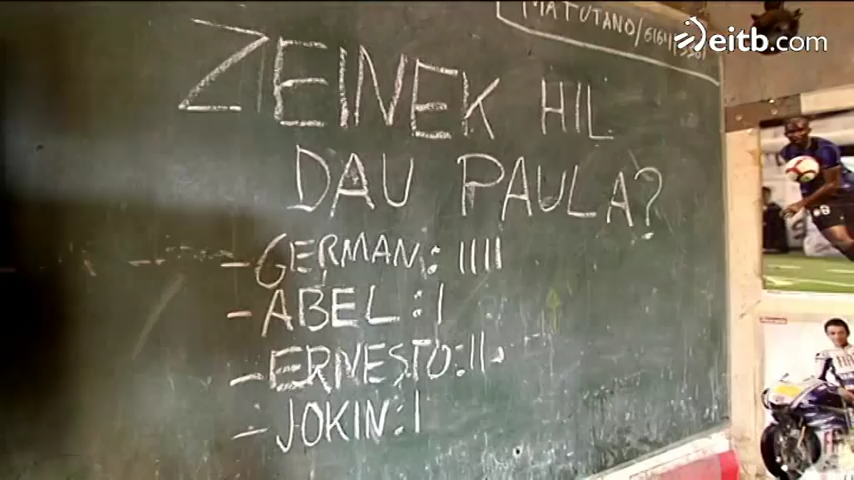 MATUTANO/
eitb.com
ZEINEK HIL
DAU PAULA?
- GERMAN: IIII
- ABEL: I
- ERNESTO: II
- JOKIN: I